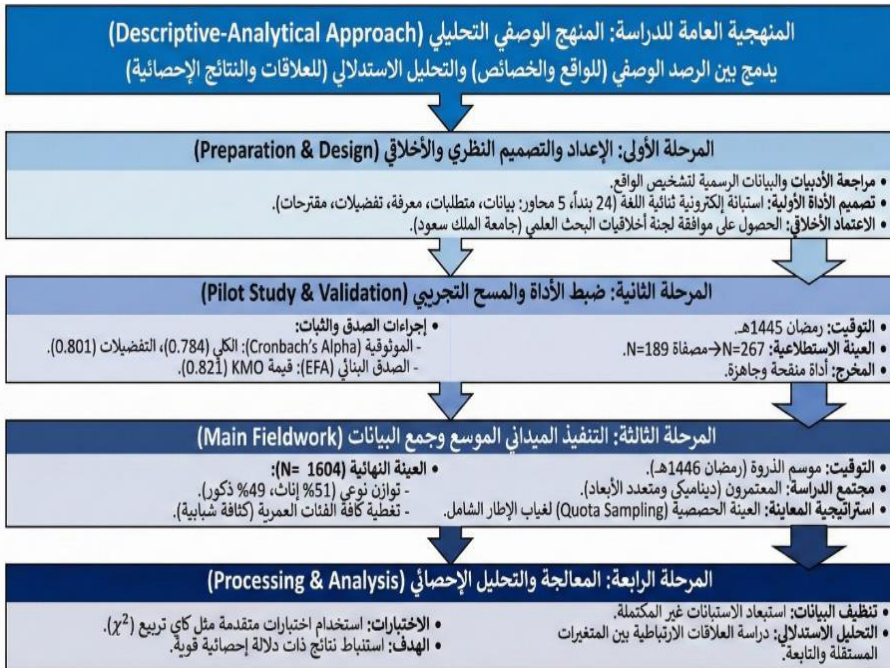 المنهجية العامة للدراسة: المنهج الوصفي التحليلي (Descriptive-Analytical Approach)
يدمج بين الرصد الوصفي (للواقع والخصائص) والتحليل الاستدلالي (للعلاقات والنتائج الإحصائية)
المرحلة الأولى: الإعداد والتصميم النظري والأخلاقي (Preparation & Design)
• مراجعة الأدبيات والبيانات الرسمية لتشخيص الواقع.
• تصميم الأداة الأولية: استبانة إلكترونية ثنائية اللغة (24 بنداً، 5 محاور: بيانات، متطلبات، معرفة، تفضيلات، مقترحات).
• الاعتماد الأخلاقي: الحصول على موافقة لجنة أخلاقيات البحث العلمي (جامعة الملك سعود).
المرحلة الثانية: ضبط الأداة والمسح التجريبي (Pilot Study & Validation)
• التوقيت: رمضان 1445هـ.
• العينة الاستطلاعية: N=267→مصفاة N=189.
• المخرج: أداة منقحة وجاهزة.
• إجراءات الصدق والثبات:
- الموثوقية (Cronbach's Alpha): الكلي (0.784)، التفضيلات (0.801).
- الصدق البنائي (EFA): قيمة KMO (0.821).
المرحلة الثالثة: التنفيذ الميداني الموسع وجمع البيانات (Main Fieldwork)
• التوقيت: موسم الذروة (رمضان 1446هـ).
• مجتمع الدراسة: المعتمرون (ديناميكي ومتعدد الأبعاد).
• استراتيجية المعاينة: العينة الحصصية (Quota Sampling) لغياب الإطار الشامل.
• العينة النهائية (N= 1604):
- توازن نوعي (51% إناث، 49% ذكور).
- تغطية كافة الفئات العمرية (كثافة شبابية).
المرحلة الرابعة: المعالجة والتحليل الإحصائي (Processing & Analysis)
• تنظيف البيانات: استبعاد الاستبانات غير المكتملة.
• التحليل الاستدلالي: دراسة العلاقات الارتباطية بين المتغيرات
المستقلة والتابعة.
• الاختبارات: استخدام اختبارات متقدمة مثل كاي تربيع (χ²).
• الهدف: استنباط نتائج ذات دلالة إحصائية قوية.